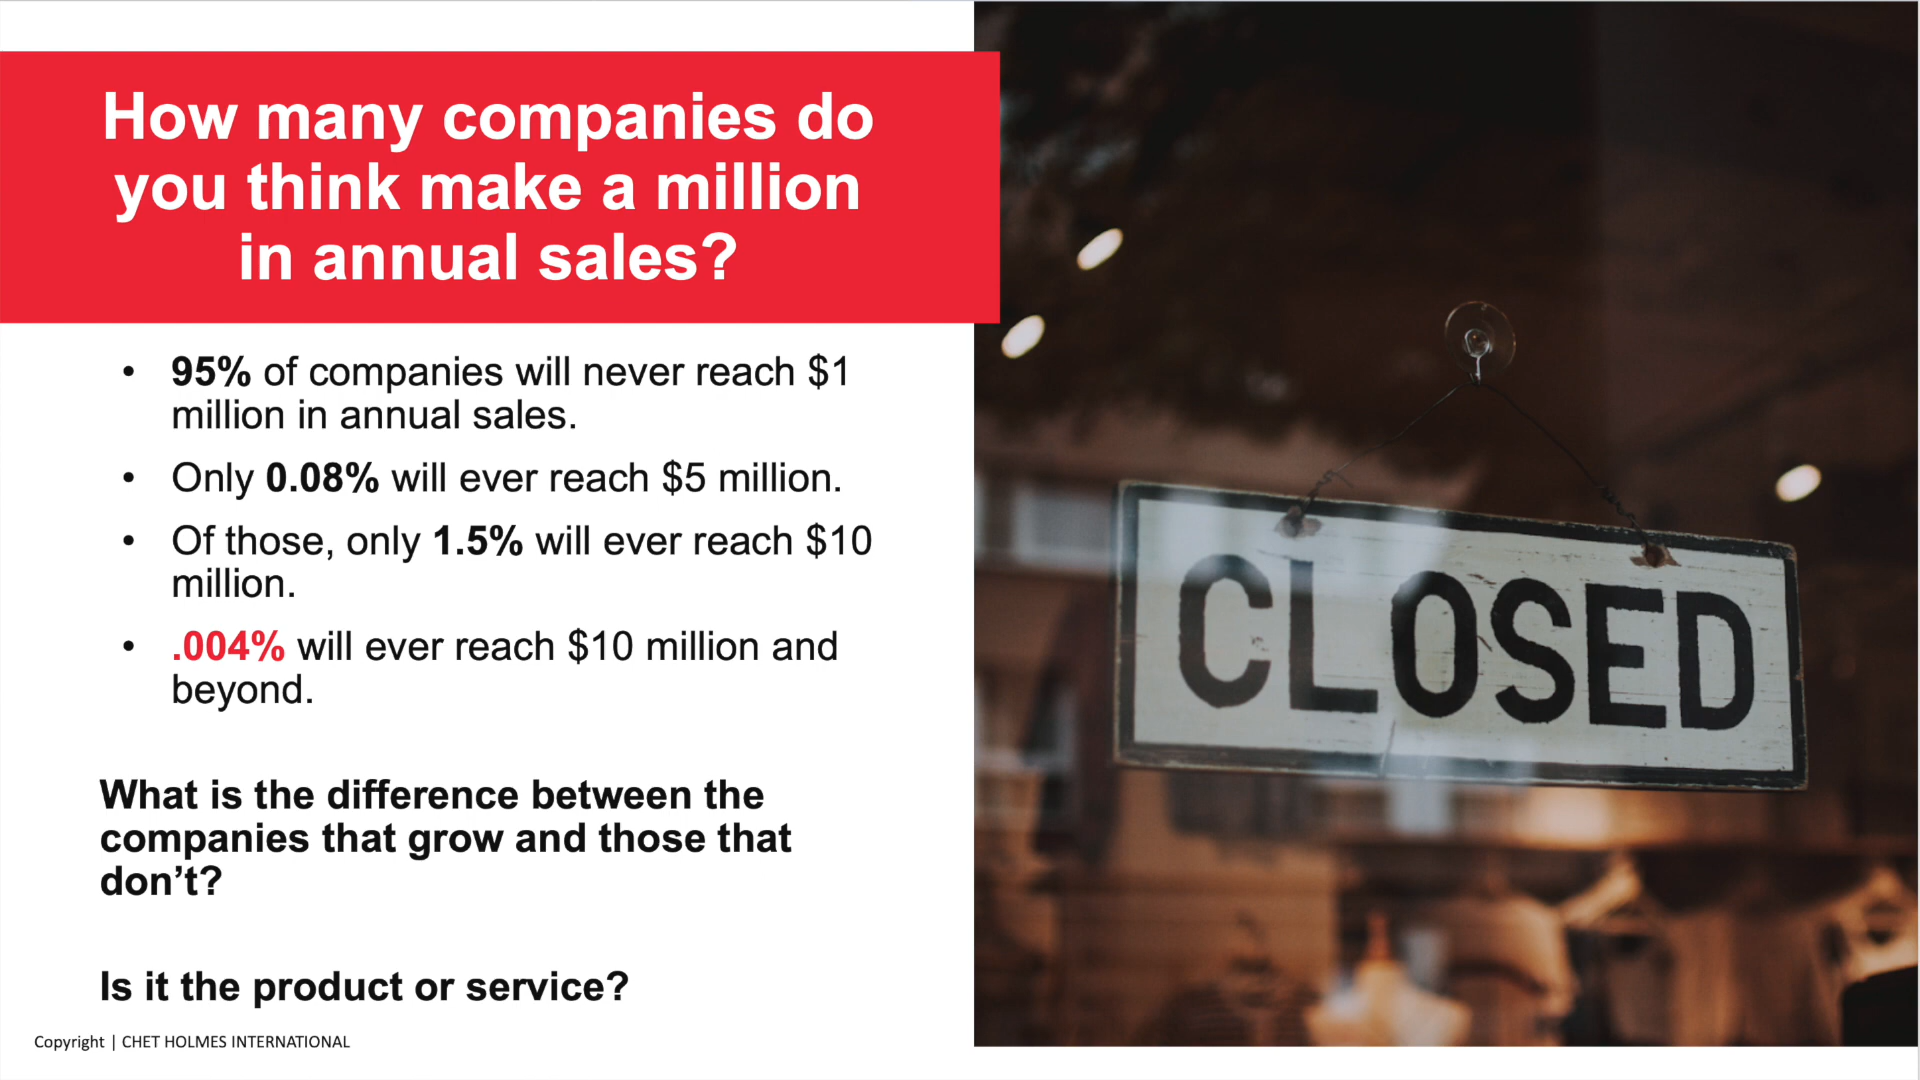 How many companies do
you think make a million
in annual sales?
• 95% of companies will never reach $1
million in annual sales.
• Only 0.08% will ever reach $5 million.
• Of those, only 1.5% will ever reach $10
million.
• .004% will ever reach $10 million and
beyond.
What is the difference between the
companies that grow and those that
don’t?
Is it the product or service?
Copyright | CHET HOLMES INTERNATIONAL
CLOSED